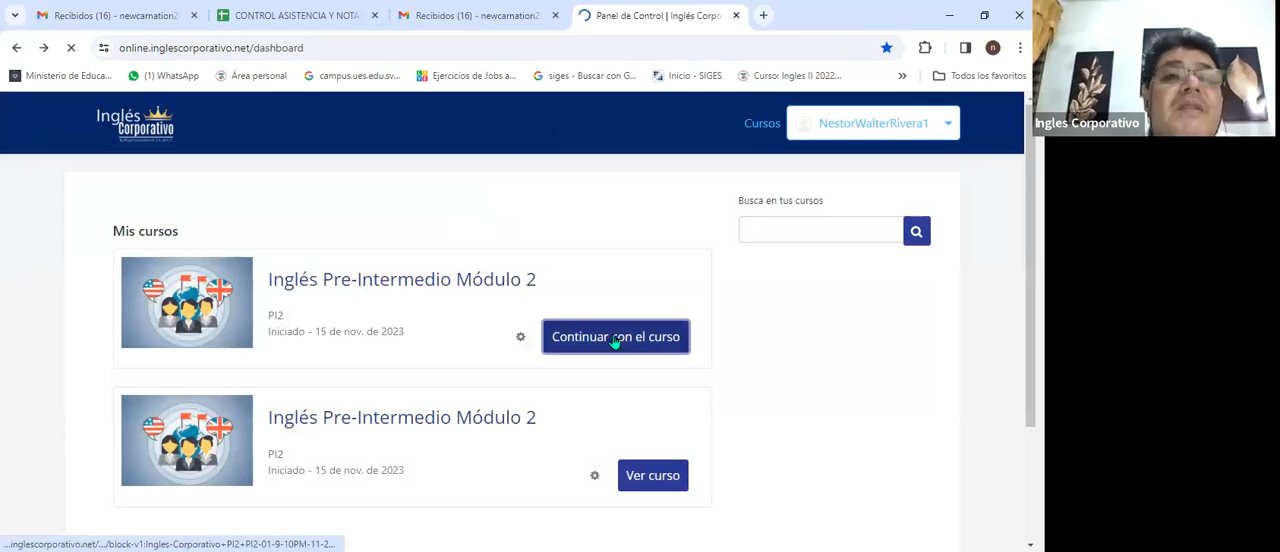 Recibidos (16) - newcarnation2
CONTROL ASISTENCIA
Recibidos (16) - newcarnation2
Panel de Control | Inglés Corpo
online.inglescorporativo.net/dashboard
n
Ministerio de Educa...
(1) WhatsApp
Área personal
campus.ues.edu.sv...
Ejercicios de Jobs a...
siges - Buscar con G...
Inicio - SIGES
Curso: Ingles II 2022...
Todos los favoritos
Inglés
Corporativo
Cursos
NestorWalterRivera1
Ingles Corporativo
Busca en tus cursos
Mis cursos
Inglés Pre-Intermedio Módulo 2
PI2
Iniciado - 15 de nov. de 2023
Continuar con el curso
Inglés Pre-Intermedio Módulo 2
PI2
Iniciado - 15 de nov. de 2023
Ver curso
...inglescorporativo.net/.../block-v1:Ingles-Corporativo+PI2+PI2-01-9-10PM-11-2...